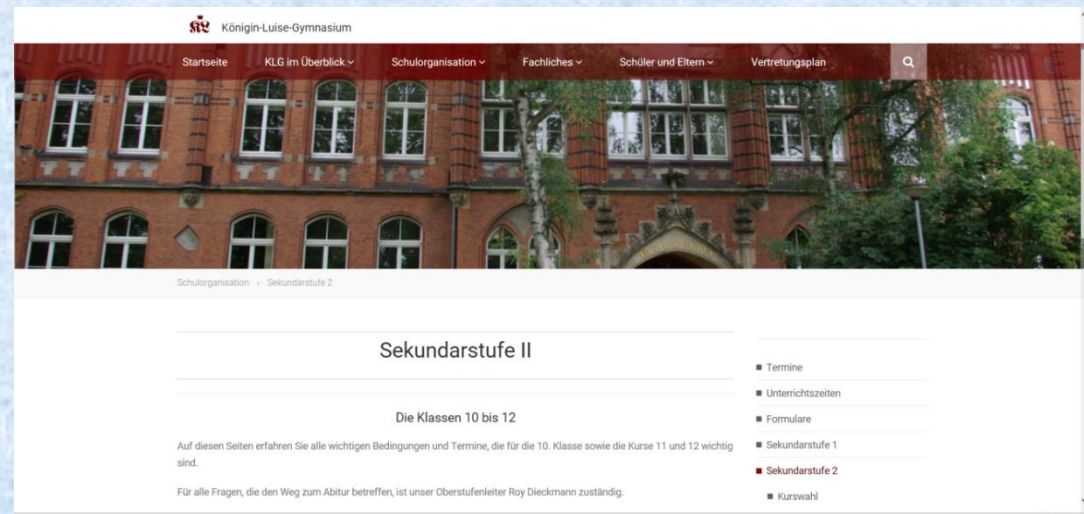 Königin-Luise-Gymnasium
Startseite KLG im Überblick Schulorganisation Fachliches Schüler und Eltern Vertretungsplan
Schulorganisation › Sekundarstufe 2
Sekundarstufe II
Die Klassen 10 bis 12
Auf diesen Seiten erfahren Sie alle wichtigen Bedingungen und Termine, die für die 10. Klasse sowie die Kurse 11 und 12 wichtig
sind.
Für alle Fragen, die den Weg zum Abitur betreffen, ist unser Oberstufenleiter Roy Dieckmann zuständig.
Termine
Unterrichtszeiten
Formulare
Sekundarstufe 1
Sekundarstufe 2
Kurswahl